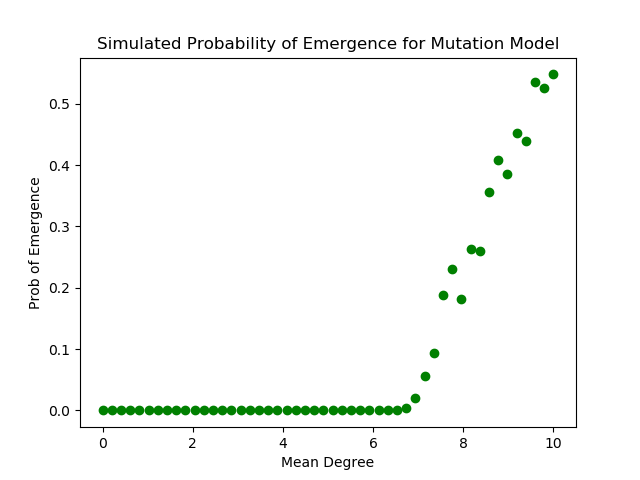 Simulated Probability of Emergence for Mutation Model
Prob of Emergence
0.5
0.4
0.3
0.2
0.1
0.0
0 2 4 6 8 10
Mean Degree